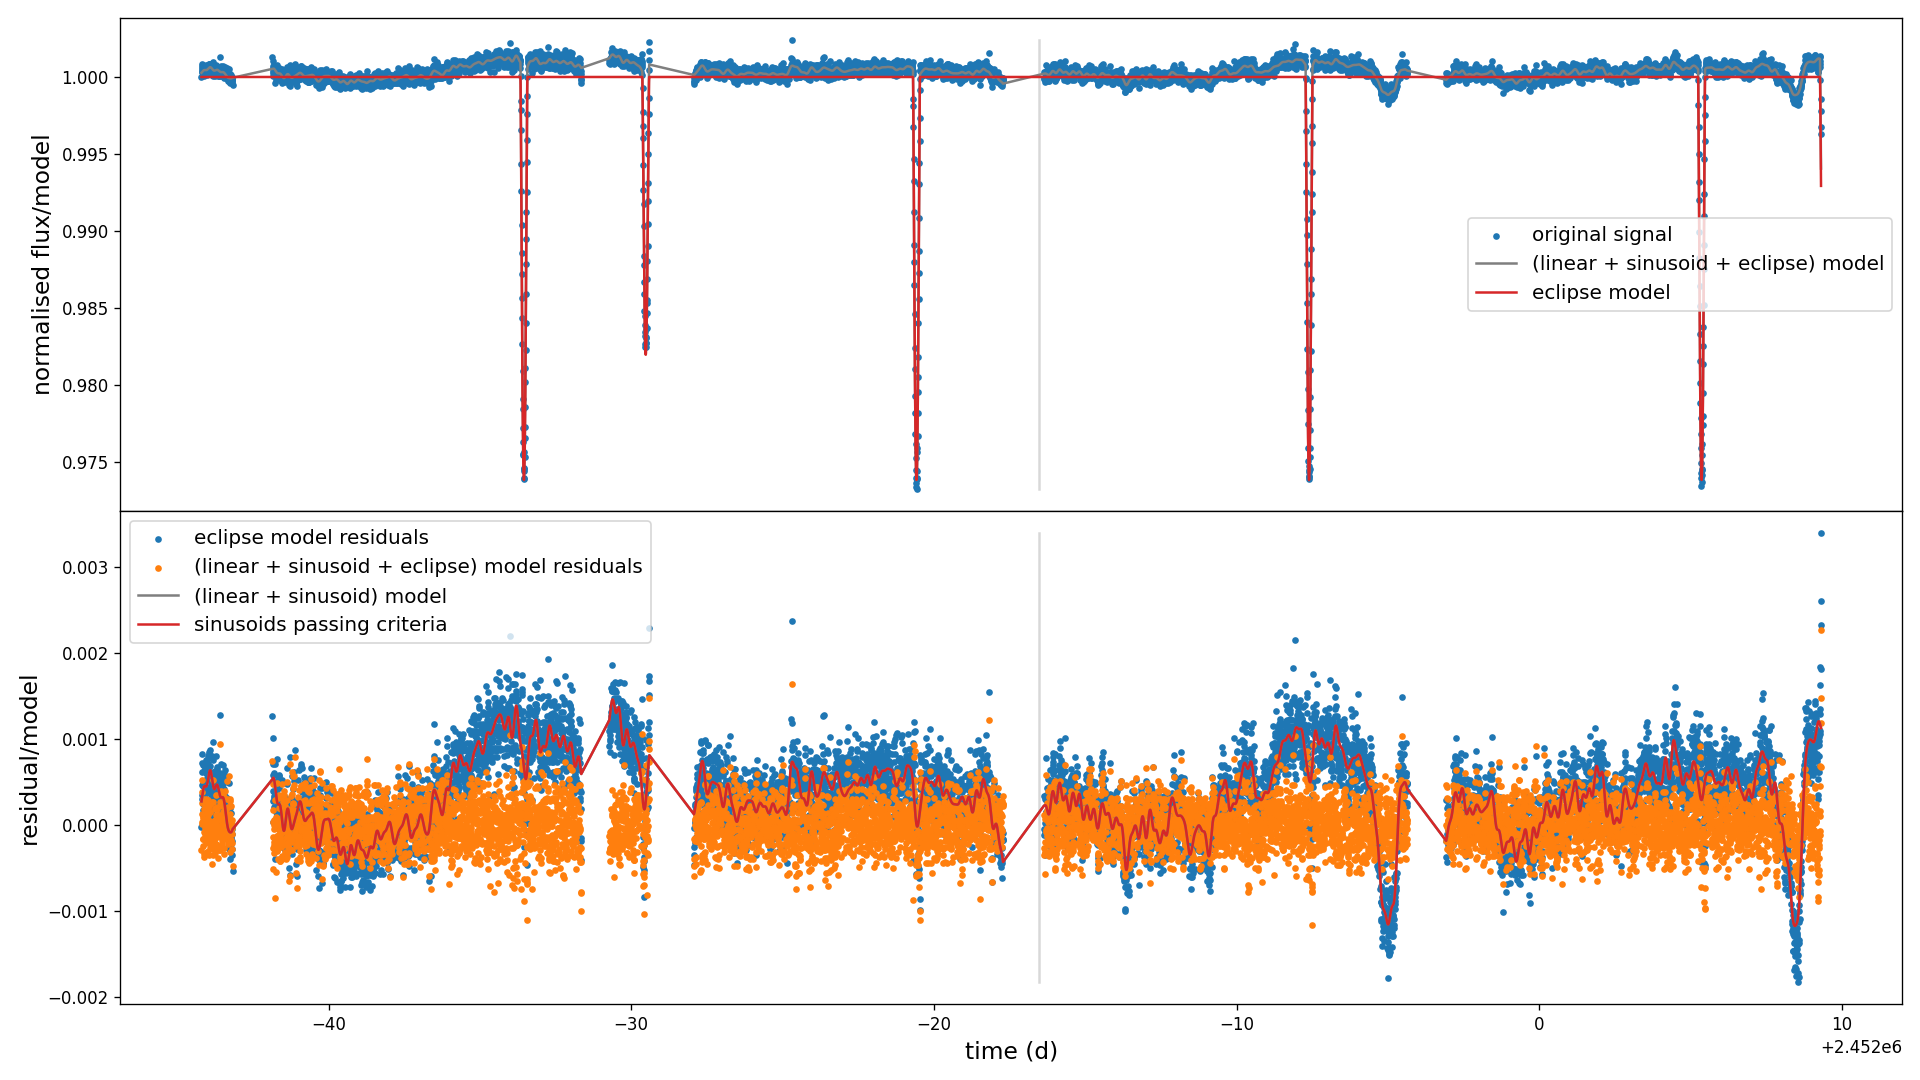 normalised flux/model
1.000
0.995
0.990
0.985
0.980
0.975
original signal
(linear + sinusoid + eclipse) model
eclipse model
residual/model
0.003
0.002
0.001
0.000
−0.001
−0.002
eclipse model residuals
(linear + sinusoid + eclipse) model residuals
(linear + sinusoid) model
sinusoids passing criteria
−40
−30
−20
−10
0
10
time (d)
+2.452e6